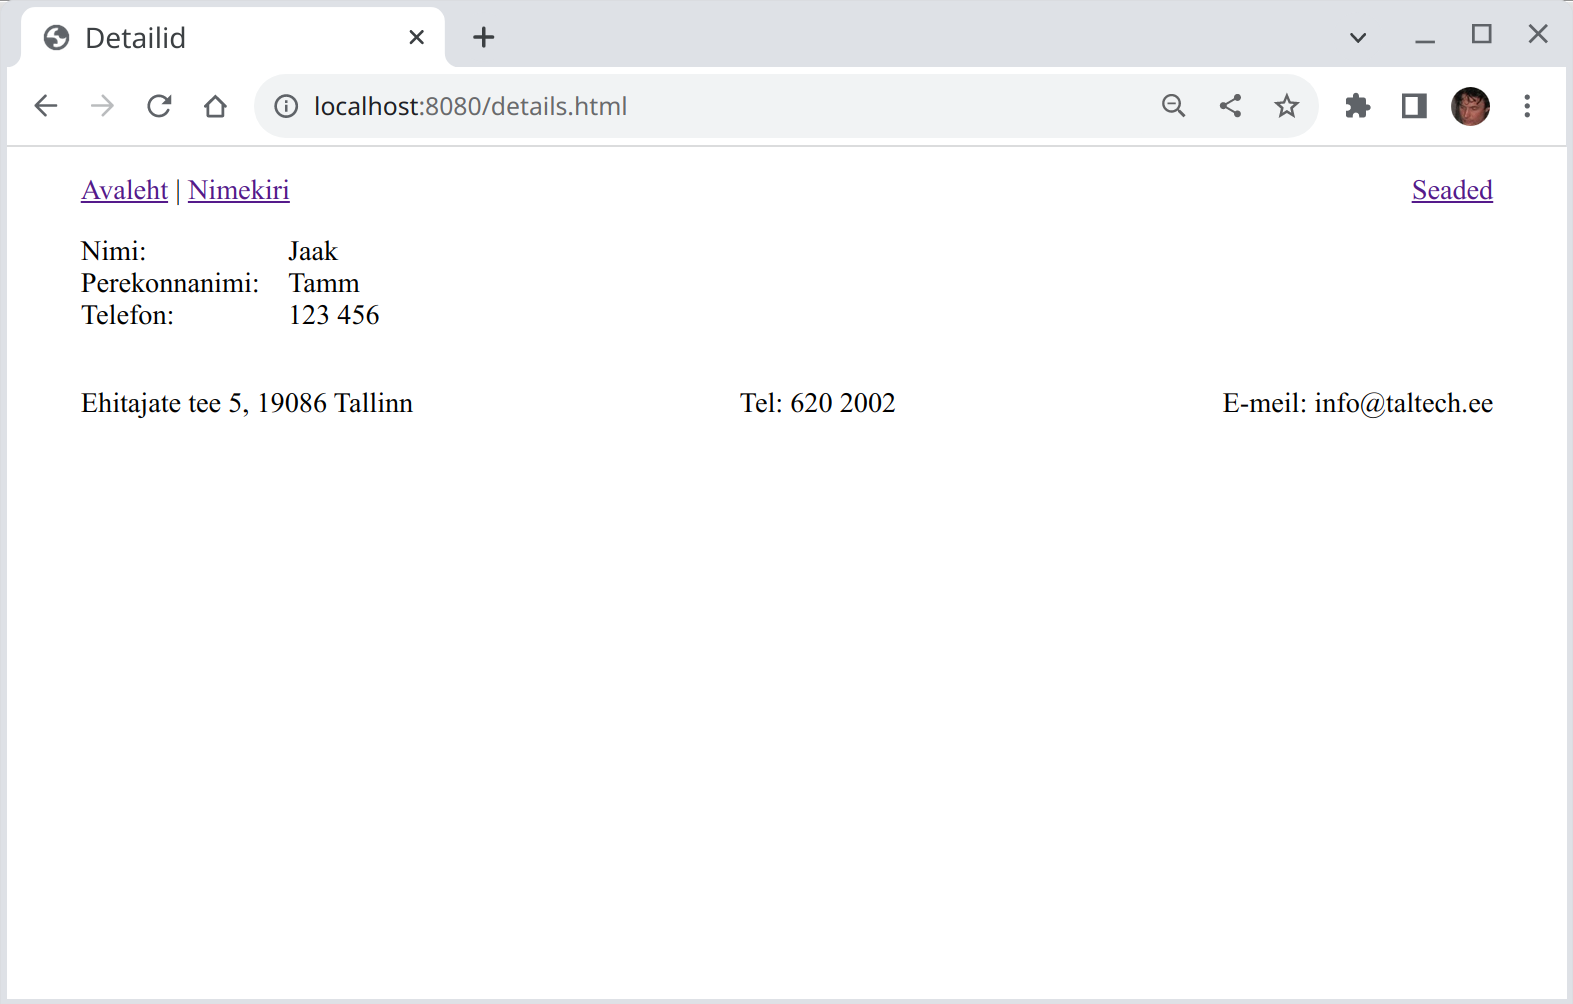 Detailid
localhost:8080/details.html
Avaleht | Nimekiri Seaded
Nimi: Jaak
Perekonnanimi: Tamm
Telefon: 123 456
Ehitajate tee 5, 19086 Tallinn Tel: 620 2002 E-meil: info@taltech.ee